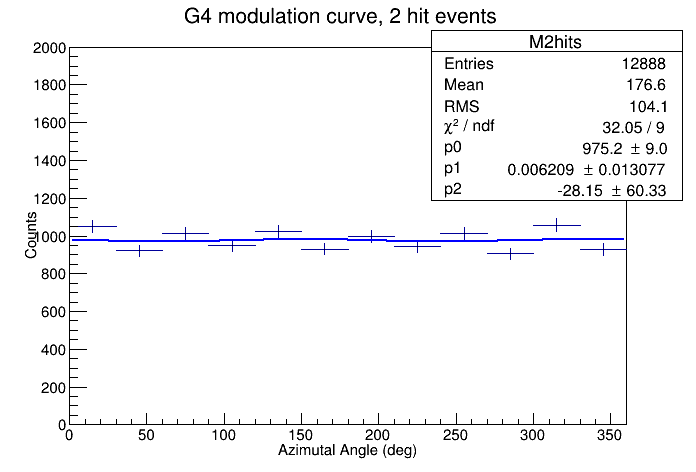 G4 modulation curve, 2 hit events
M2hits
Entries 12888
Mean 176.6
RMS 104.1
χ² / ndf 32.05 / 9
p0 975.2 ± 9.0
p1 0.006209 ± 0.013077
p2 -28.15 ± 60.33
Counts
2000
1800
1600
1400
1200
1000
800
600
400
200
0
0 50 100 150 200 250 300 350
Azimutal Angle (deg)